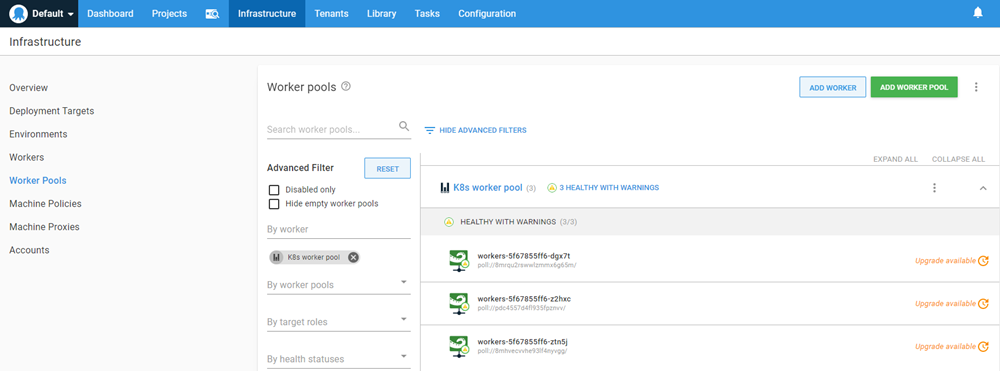 Default Dashboard Projects Infrastructure Tenants Library Tasks Configuration
Infrastructure
Overview
Deployment Targets
Environments
Workers
Worker Pools
Machine Policies
Machine Proxies
Accounts
Worker pools
ADD WORKER
ADD WORKER POOL
Search worker pools...
HIDE ADVANCED FILTERS
Advanced Filter
RESET
Disabled only
Hide empty worker pools
By worker
K8s worker pool
By worker pools
By target roles
By health statuses
EXPAND ALL COLLAPSE ALL
K8s worker pool (3) 3 HEALTHY WITH WARNINGS
HEALTHY WITH WARNINGS (3/3)
workers-5f67855ff6-dgx7t
Upgrade available
workers-5f67855ff6-z2hxc
poll://pdc4557d4ff935fpznvv/
Upgrade available
workers-5f67855ff6-ztn5j
Upgrade available